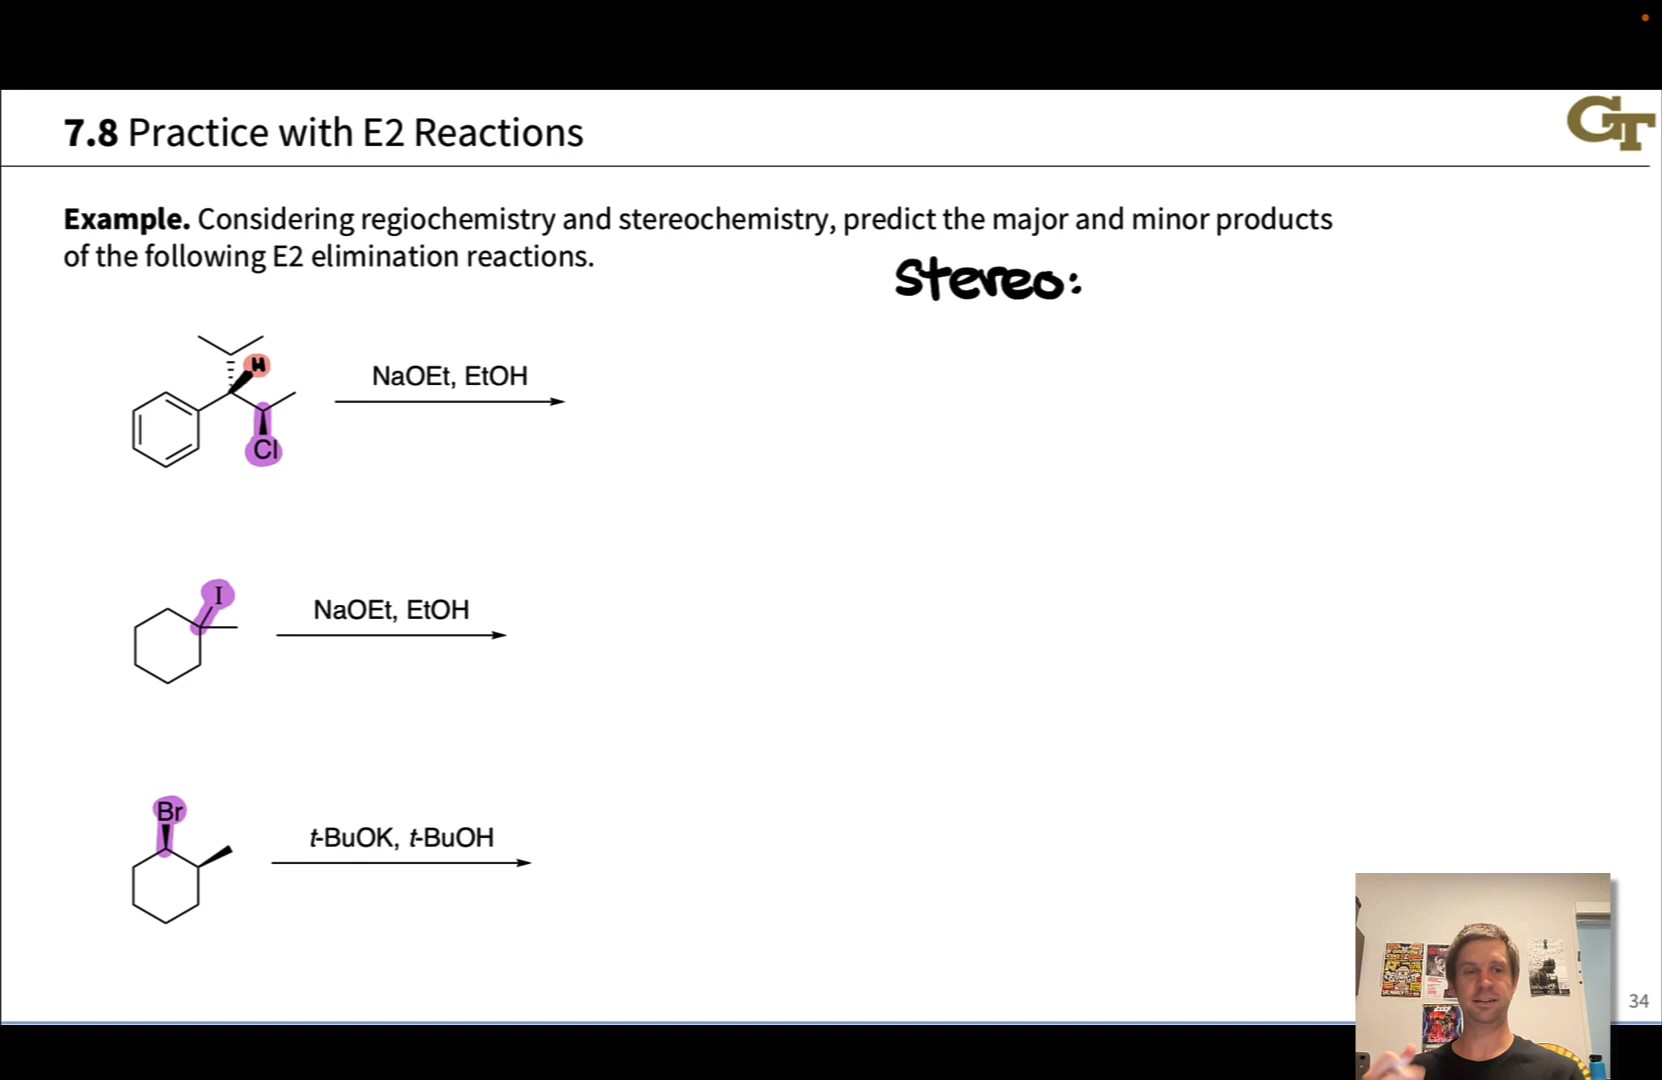 GT
7.8 Practice with E2 Reactions
Example. Considering regiochemistry and stereochemistry, predict the major and minor products
of the following E2 elimination reactions.
stereo:
H
Cl
NaOEt, EtOH
I
NaOEt, EtOH
Br
t-BuOK, t-BuOH
34